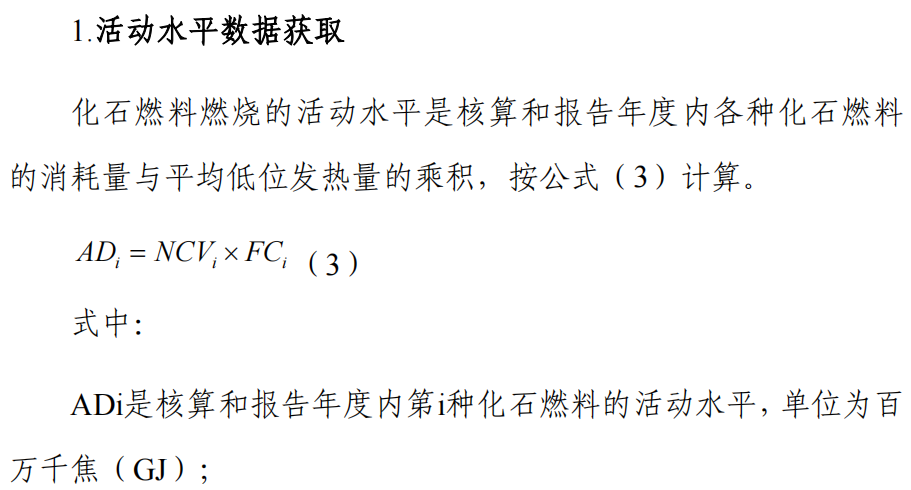 1.活动水平数据获取
化石燃料燃烧的活动水平是核算和报告年度内各种化石燃料
的消耗量与平均低位发热量的乘积，按公式（3）计算。
ADᵢ = NCVᵢ × FCᵢ（3）
式中：
ADi是核算和报告年度内第i种化石燃料的活动水平，单位为百
万千焦（GJ）；